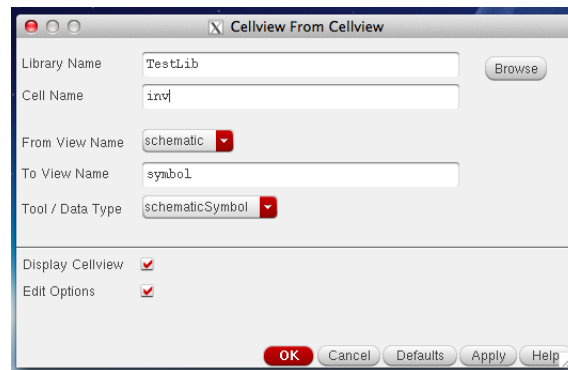 X Cellview From Cellview
Library Name TestLib Browse
Cell Name inv
From View Name schematic
To View Name symbol
Tool / Data Type schematicSymbol
Display Cellview
Edit Options
OK Cancel Defaults Apply Help